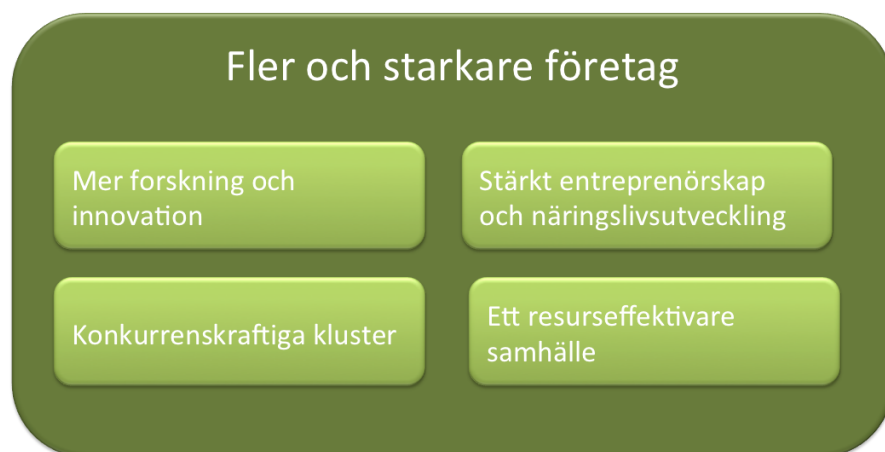 Fler och starkare företag
Mer forskning och
innovation
Stärkt entreprenörskap
och näringslivsutveckling
Konkurrenskraftiga kluster
Ett resurseffektivare
samhälle